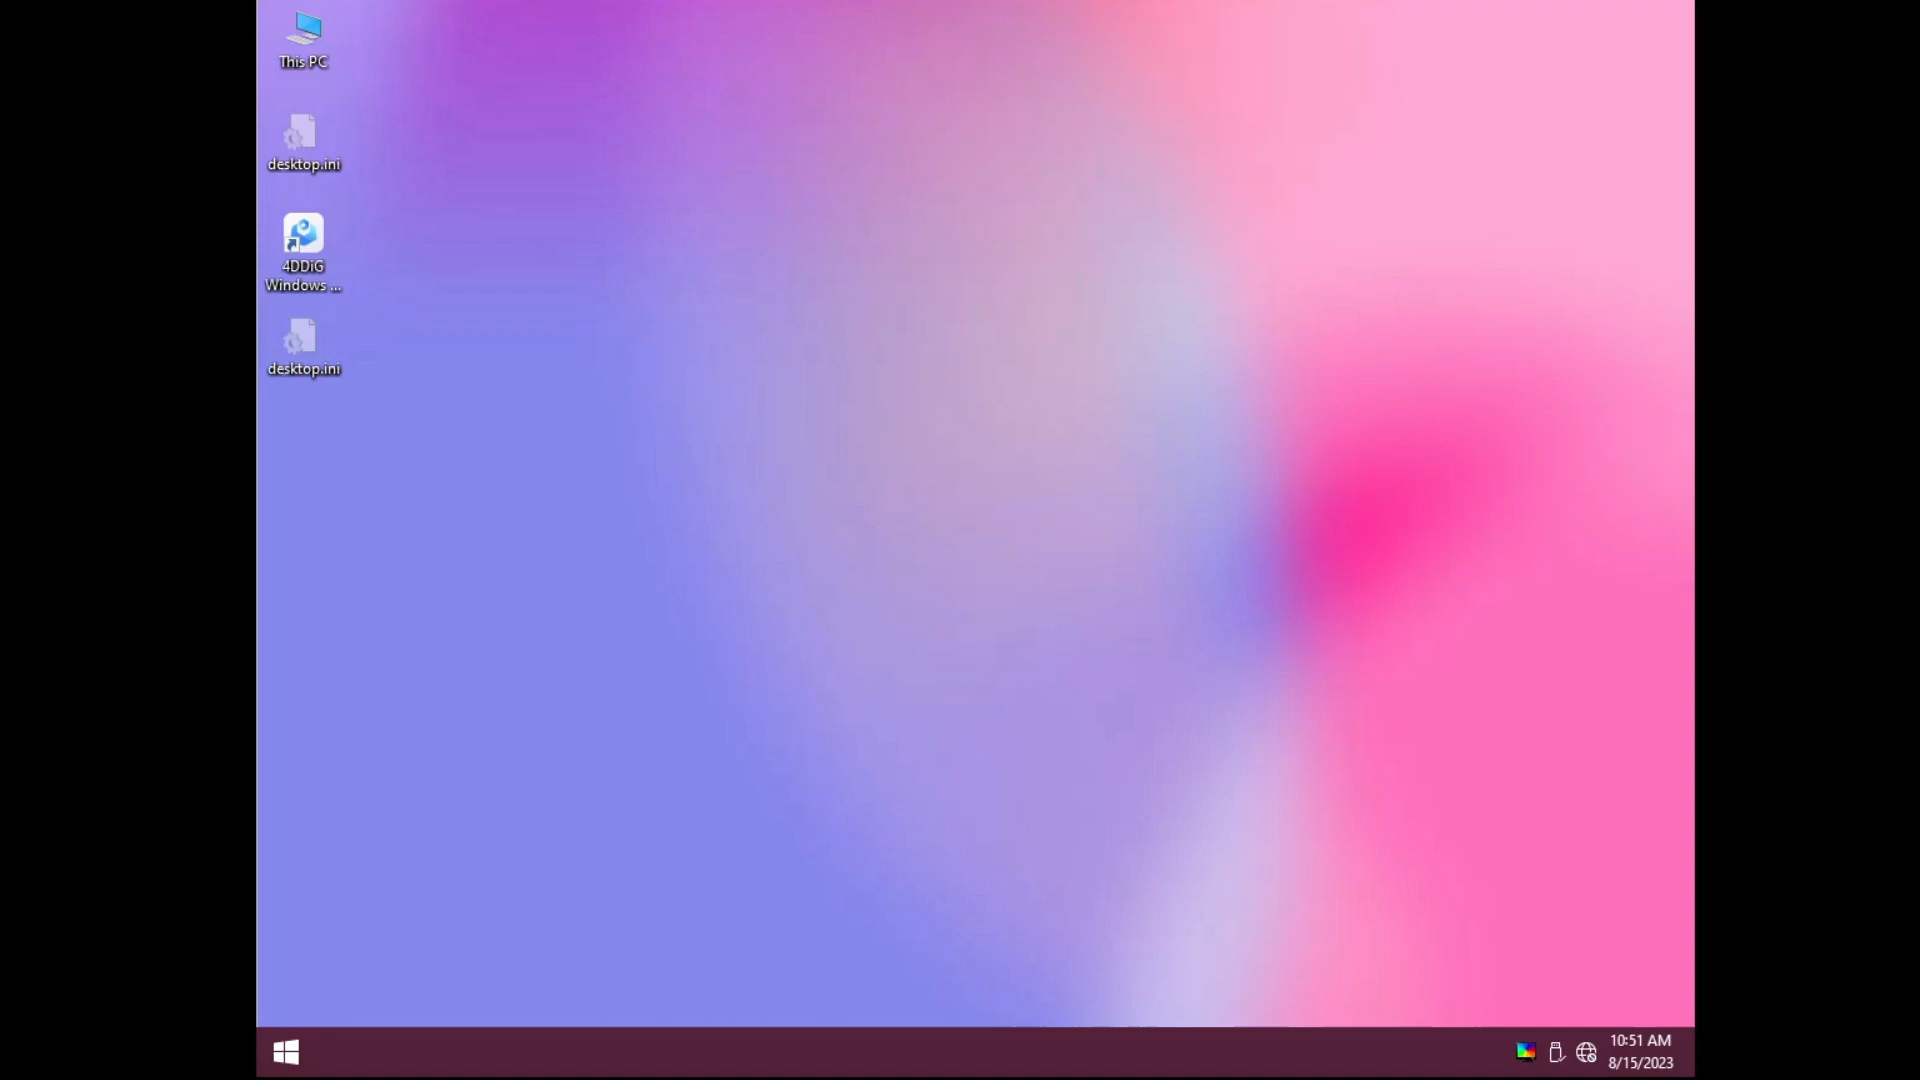 This PC
desktop.ini
4DDiG
Windows ...
desktop.ini
10:51 AM
8/15/2023